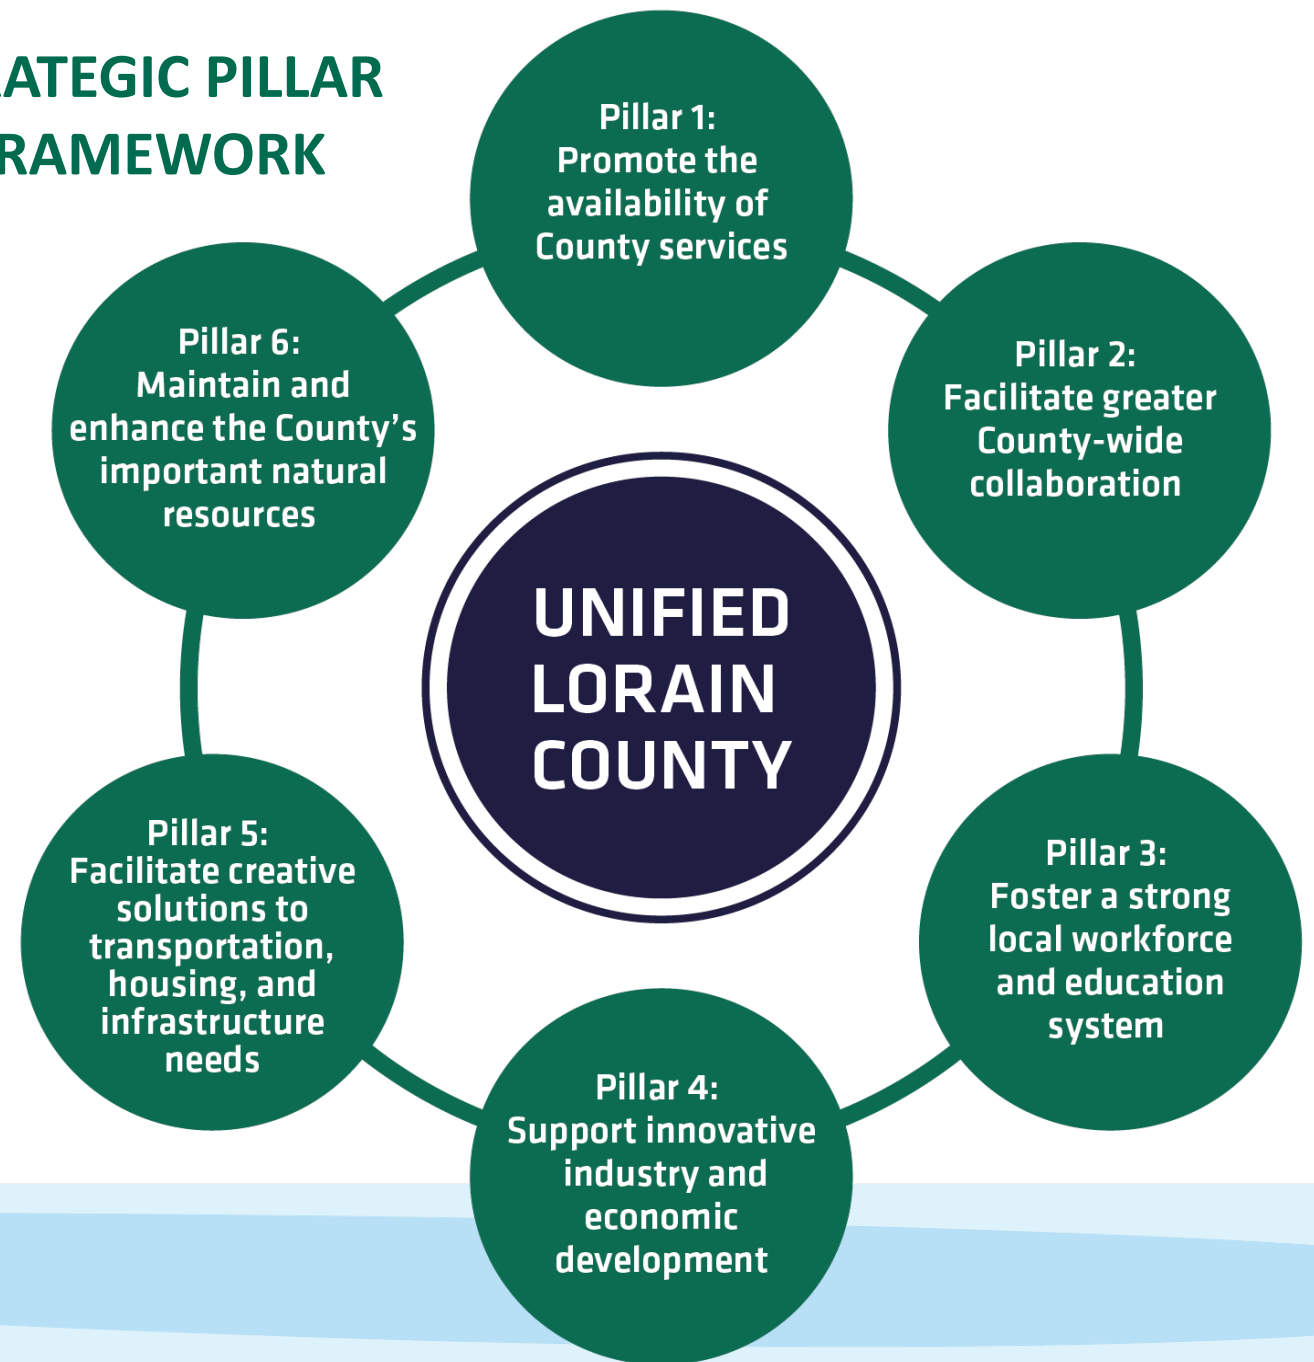 RATEGIC PILLAR
RAMEWORK
Pillar 1:
Promote the
availability of
County services
Pillar 2:
Facilitate greater
County-wide
collaboration
Pillar 3:
Foster a strong
local workforce
and education
system
Pillar 4:
Support innovative
industry and
economic
development
Pillar 5:
Facilitate creative
solutions to
transportation,
housing, and
infrastructure
needs
Pillar 6:
Maintain and
enhance the County’s
important natural
resources
UNIFIED
LORAIN
COUNTY